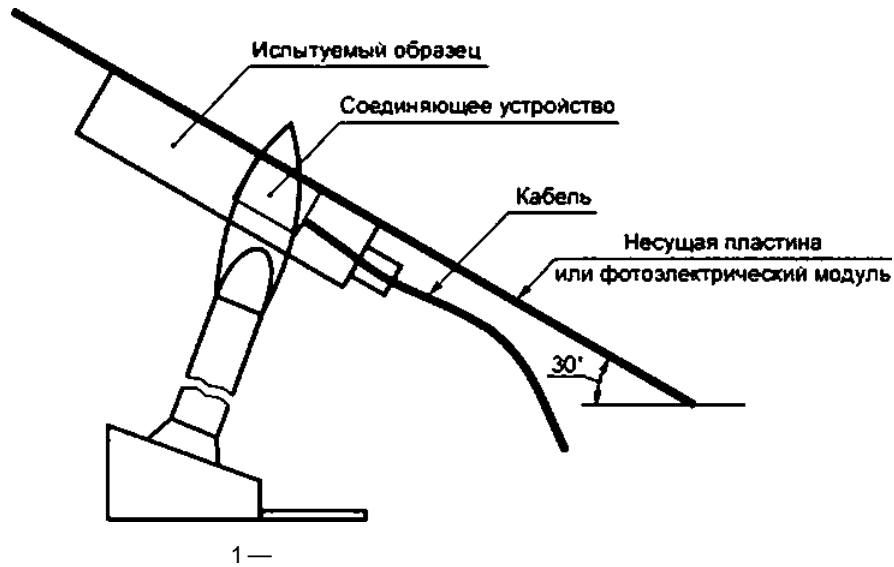 Испытуемый образец
Соединяющее устройство
Кабель
Несущая пластина
или фотоэлектрический модуль
30°
1 —